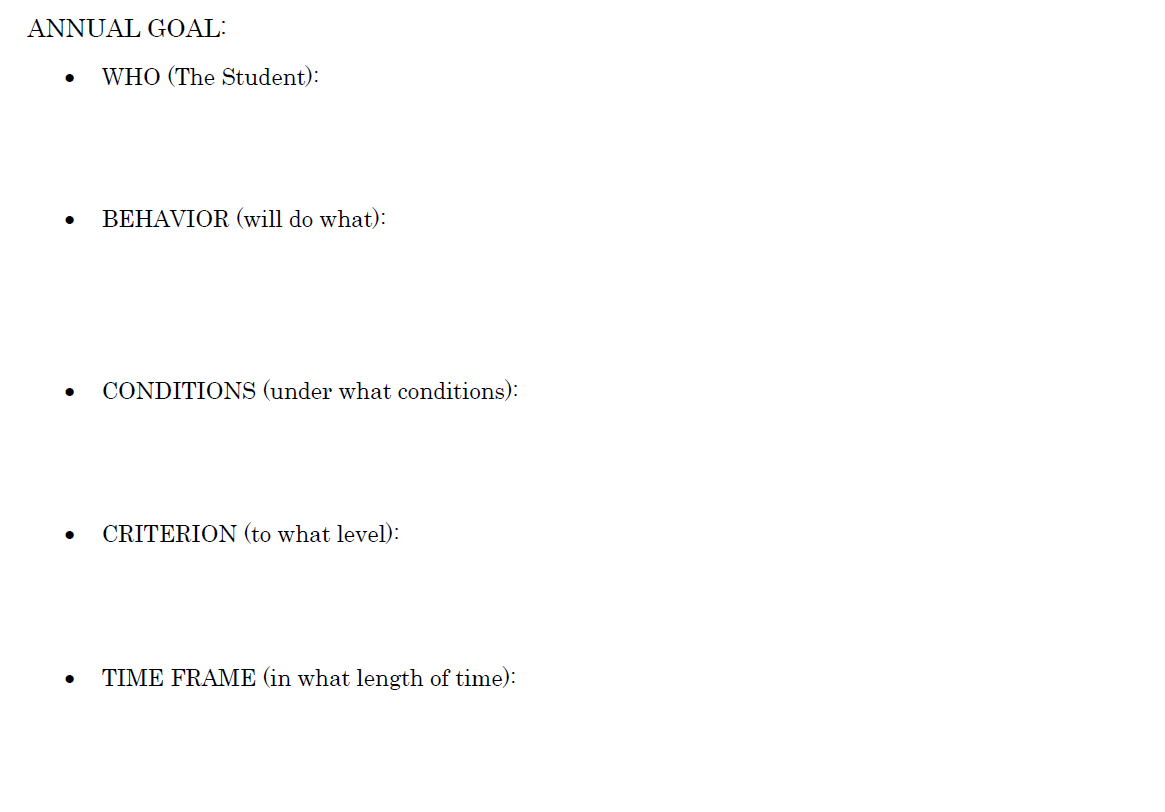 ANNUAL GOAL:
• WHO (The Student):
• BEHAVIOR (will do what):
• CONDITIONS (under what conditions):
• CRITERION (to what level):
• TIME FRAME (in what length of time):